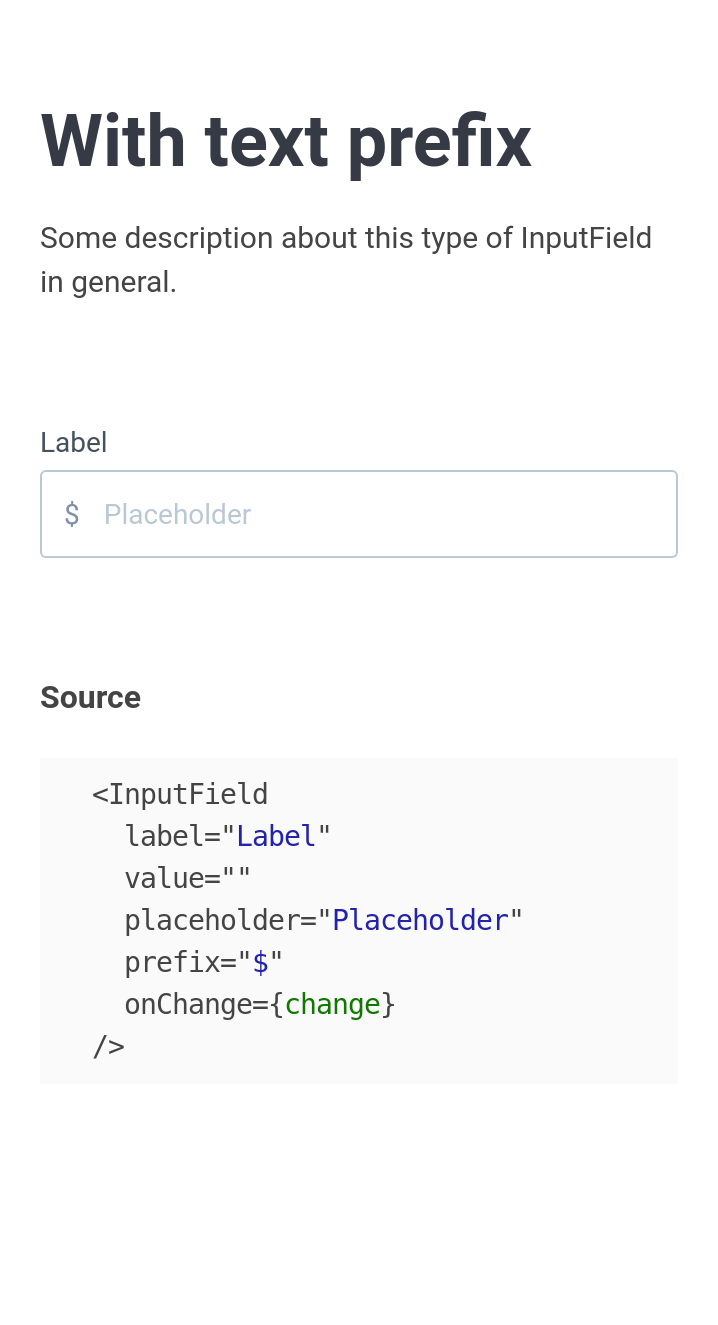 With text prefix
Some description about this type of InputField
in general.
Label
$ Placeholder
Source
<InputField
  label="Label"
  value=""
  placeholder="Placeholder"
  prefix="$"
  onChange={change}
/>